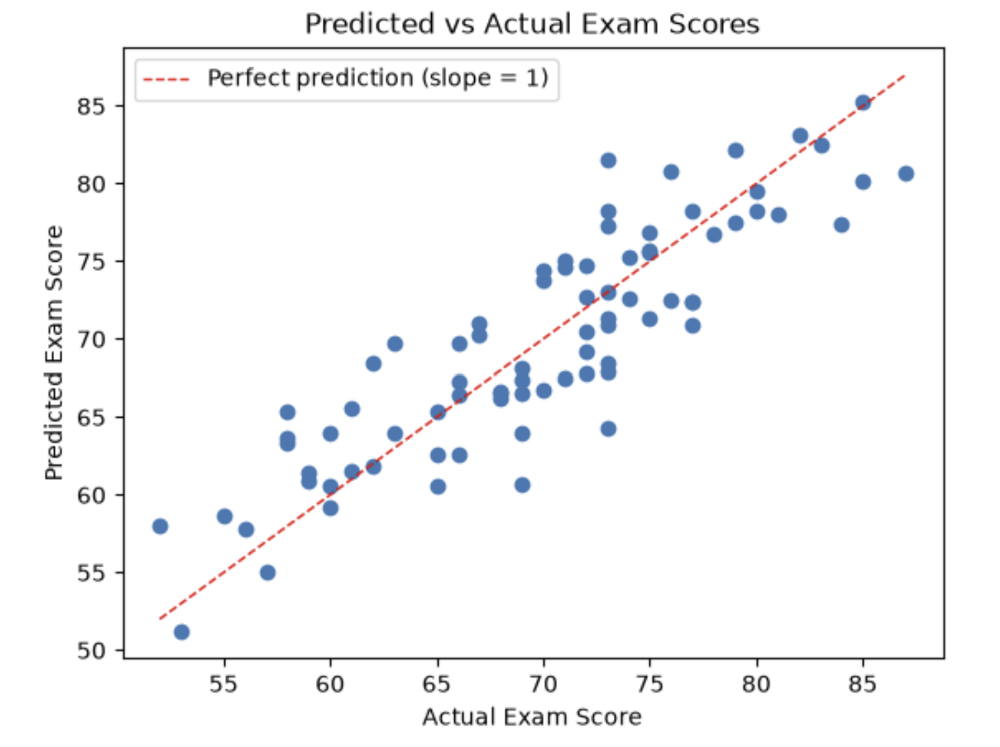 Predicted vs Actual Exam Scores
Perfect prediction (slope = 1)
85
80
75
70
65
60
55
50
Predicted Exam Score
55 60 65 70 75 80 85
Actual Exam Score